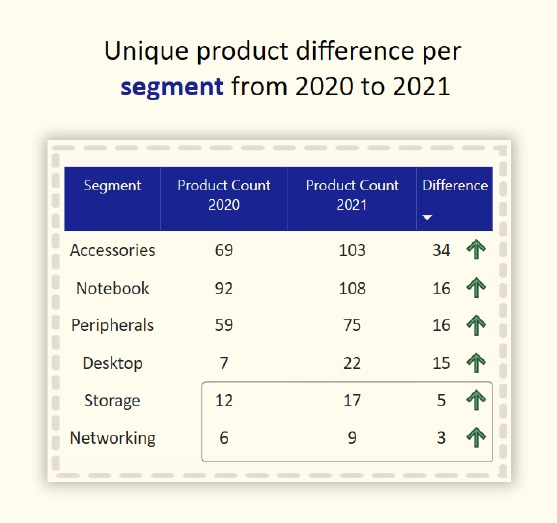 Unique product difference per
segment from 2020 to 2021
Segment Product Count 2020 Product Count 2021 Difference
Accessories 69 103 34
Notebook 92 108 16
Peripherals 59 75 16
Desktop 7 22 15
Storage 12 17 5
Networking 6 9 3